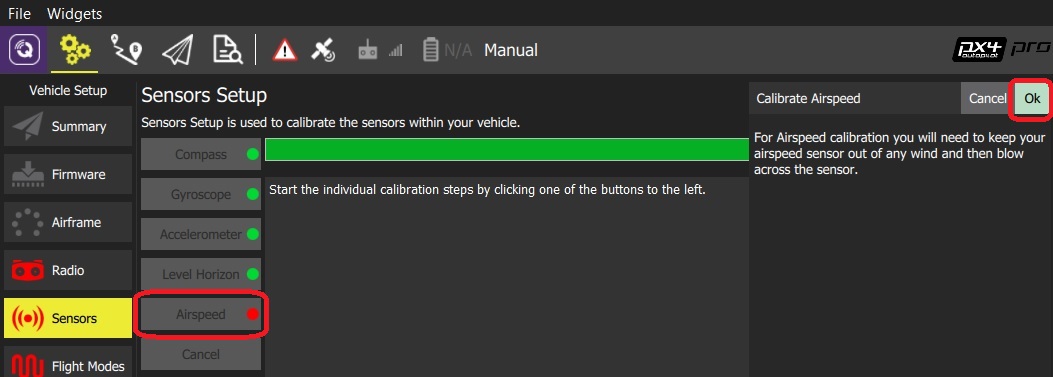 File Widgets
N/A Manual
px4 pro
autopilot
Vehicle Setup
Summary
Firmware
Airframe
Radio
Sensors
Flight Modes
Sensors Setup
Sensors Setup is used to calibrate the sensors within your vehicle.
Compass
Gyroscope
Accelerometer
Level Horizon
Airspeed
Cancel
Start the individual calibration steps by clicking one of the buttons to the left.
Calibrate Airspeed Cancel Ok
For Airspeed calibration you will need to keep your
airspeed sensor out of any wind and then blow
across the sensor.